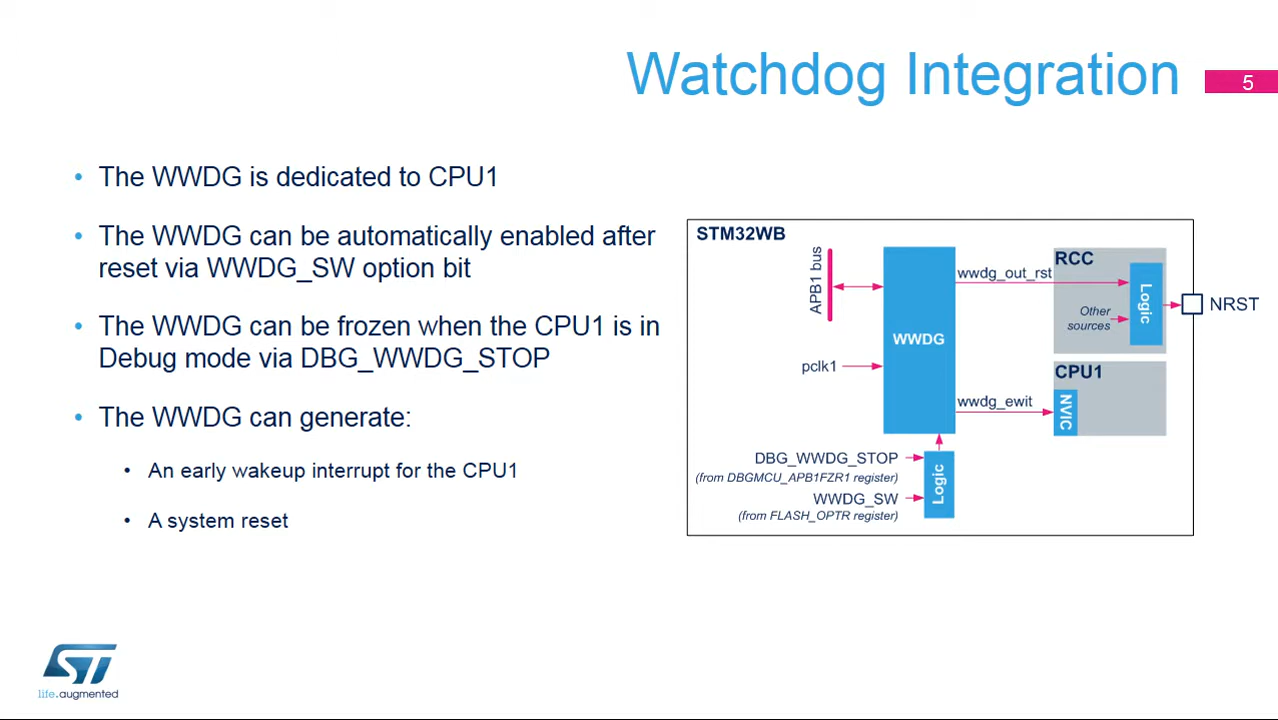 Watchdog Integration
5
• The WWDG is dedicated to CPU1
• The WWDG can be automatically enabled after
reset via WWDG_SW option bit
• The WWDG can be frozen when the CPU1 is in
Debug mode via DBG_WWDG_STOP
• The WWDG can generate:
• An early wakeup interrupt for the CPU1
• A system reset
STM32WB
APB1 bus
pclk1
WWDG
wwdg_out_rst
RCC
Other
sources
Logic
NRST
wwdg_ewit
CPU1
NVIC
DBG_WWDG_STOP
(from DBGMCU_APB1FZR1 register)
WWDG_SW
(from FLASH_OPTR register)
Logic
ST
life.augmented